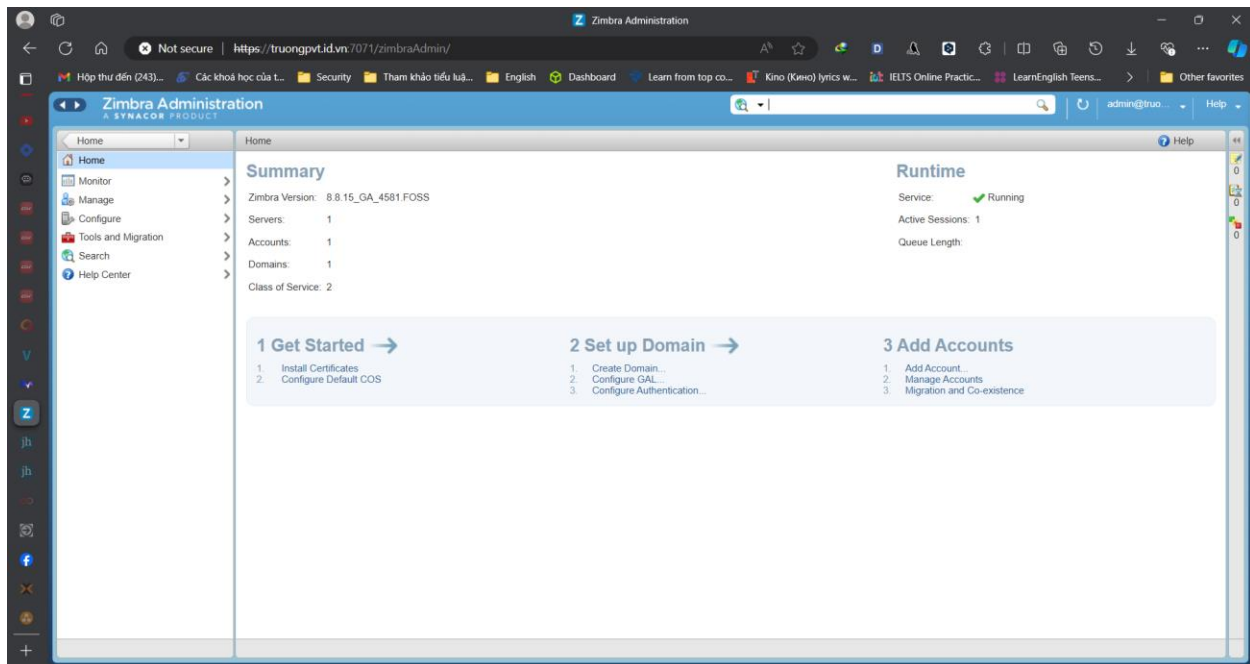 Zimbra Administration
Not secure | https://truongpvt.id.vn:7071/zimbraAdmin/
Hộp thư đến (243)... Các khoá học của t... Security Tham khảo tiểu luậ... English Dashboard Learn from top co... Kino (Кино) lyrics w... IELTS Online Practic... LearnEnglish Teens... Other favorites
Zimbra Administration
A SYNACOR PRODUCT
admin@truo... Help
Home
Home
Monitor
Manage
Configure
Tools and Migration
Search
Help Center
Home Help
Summary
Zimbra Version: 8.8.15_GA_4581.FOSS
Servers: 1
Accounts: 1
Domains: 1
Class of Service: 2
Runtime
Service: Running
Active Sessions: 1
Queue Length:
1 Get Started
1. Install Certificates
2. Configure Default COS
2 Set up Domain
1. Create Domain...
2. Configure GAL...
3. Configure Authentication...
3 Add Accounts
1. Add Account...
2. Manage Accounts
3. Migration and Co-existence
0
0
0
Z
jh
jh